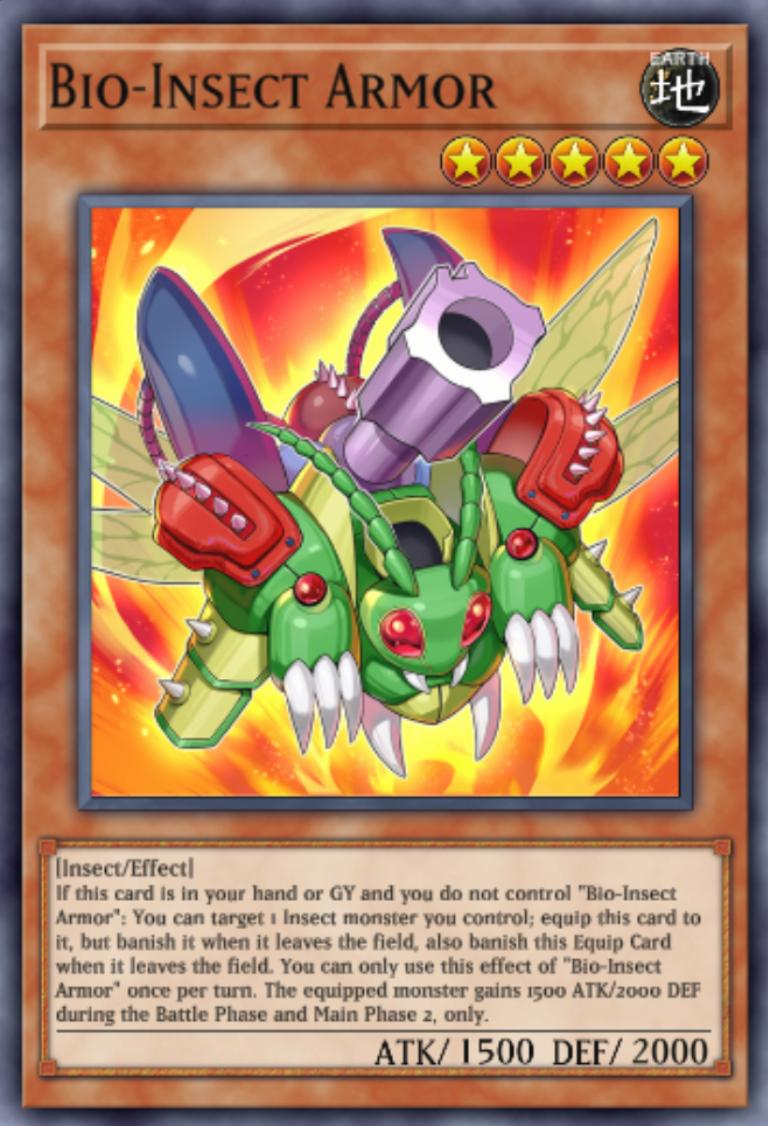 Bio-Insect Armor
EARTH
地
[Insect/Effect]
If this card is in your hand or GY and you do not control "Bio-Insect
Armor": You can target 1 Insect monster you control; equip this card to
it, but banish it when it leaves the field, also banish this Equip Card
when it leaves the field. You can only use this effect of "Bio-Insect
Armor" once per turn. The equipped monster gains 1500 ATK/2000 DEF
during the Battle Phase and Main Phase 2, only.
ATK/ 1500 DEF/ 2000